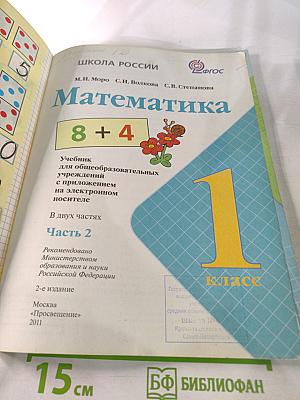 5
ШКОЛА РОССИИ
ФГОС
М.И. Моро С.И. Волкова С.В. Степанова
Математика
8 + 4
Учебник
для общеобразовательных
учреждений
с приложением
на электронном
носителе
В двух частях
Часть 2
1
класс
Рекомендовано
Министерством
образования и науки
Российской Федерации
2-е издание
Москва
«Просвещение»
2011
15 см
БФ БИБЛИОФАН